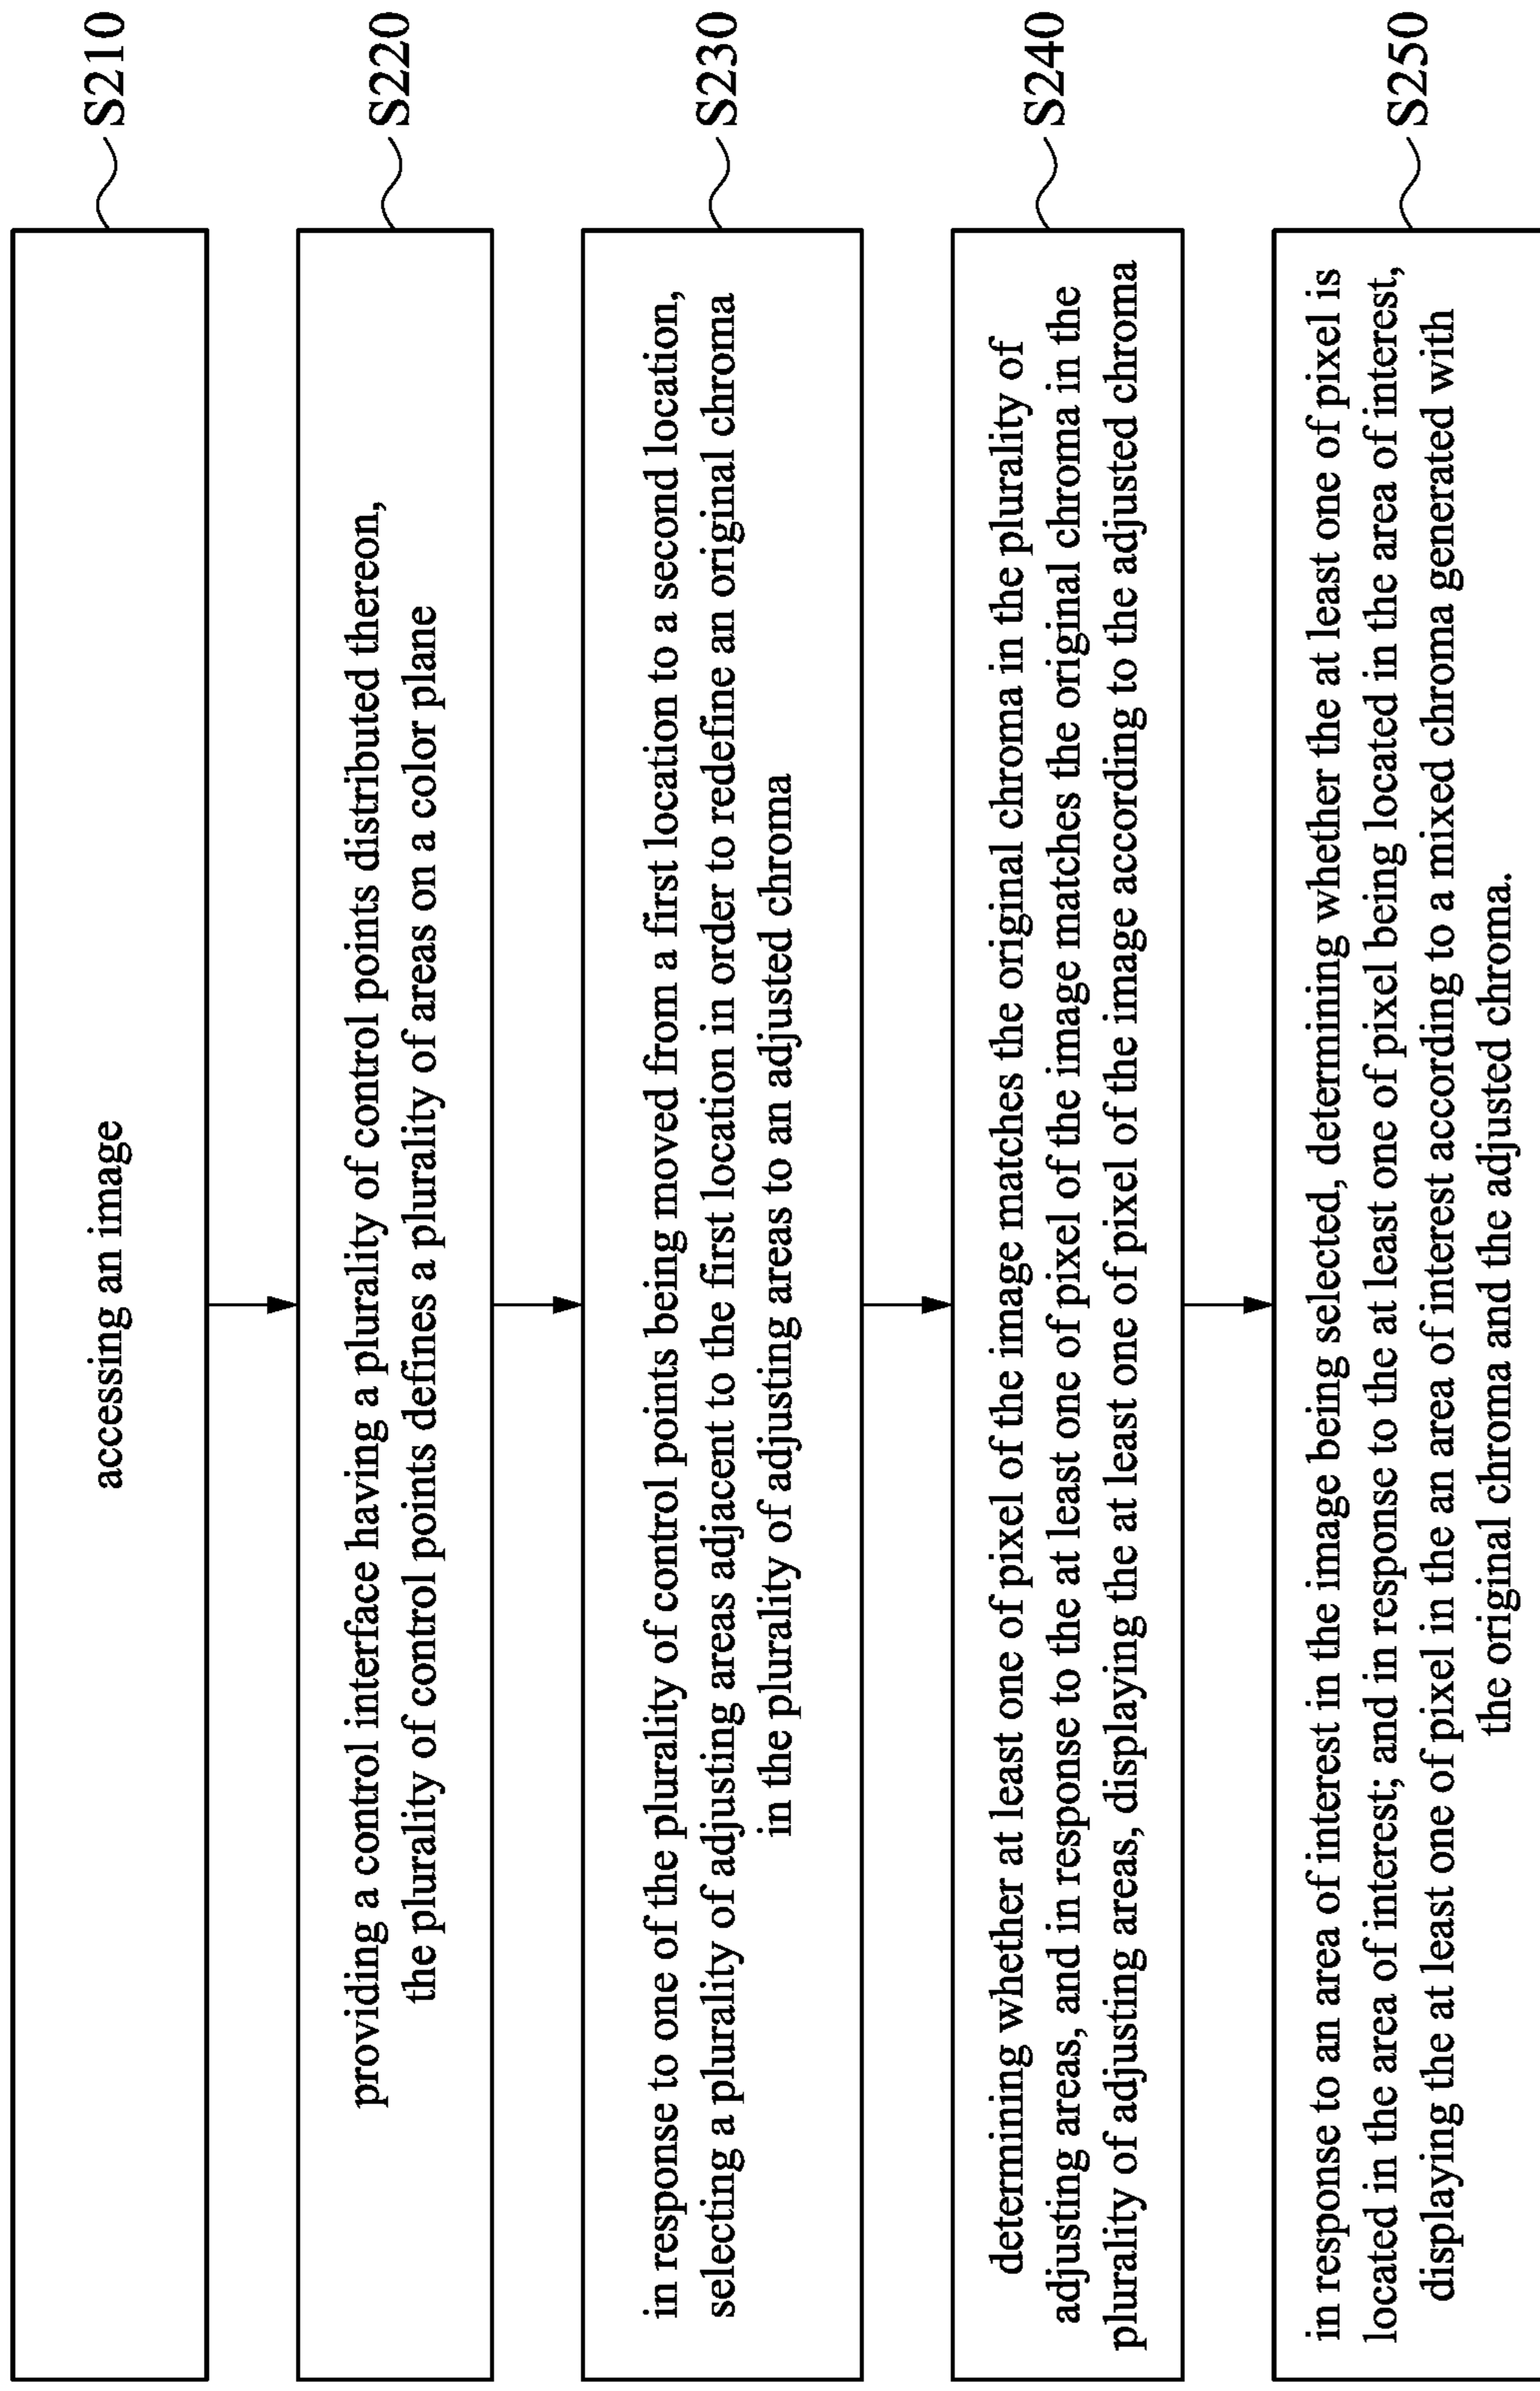 accessing an image
S210
providing a control interface having a plurality of control points distributed thereon,
the plurality of control points defines a plurality of areas on a color plane
S220
in response to one of the plurality of control points being moved from a first location to a second location,
selecting a plurality of adjusting areas adjacent to the first location in order to redefine an original chroma
in the plurality of adjusting areas to an adjusted chroma
S230
determining whether at least one of pixel of the image matches the original chroma in the plurality of
adjusting areas, and in response to the at least one of pixel of the image matches the original chroma in the
plurality of adjusting areas, displaying the at least one of pixel of the image according to the adjusted chroma
S240
in response to an area of interest in the image being selected, determining whether the at least one of pixel is
located in the area of interest; and in response to the at least one of pixel being located in the area of interest,
displaying the at least one of pixel in the an area of interest according to a mixed chroma generated with
the original chroma and the adjusted chroma.
S250